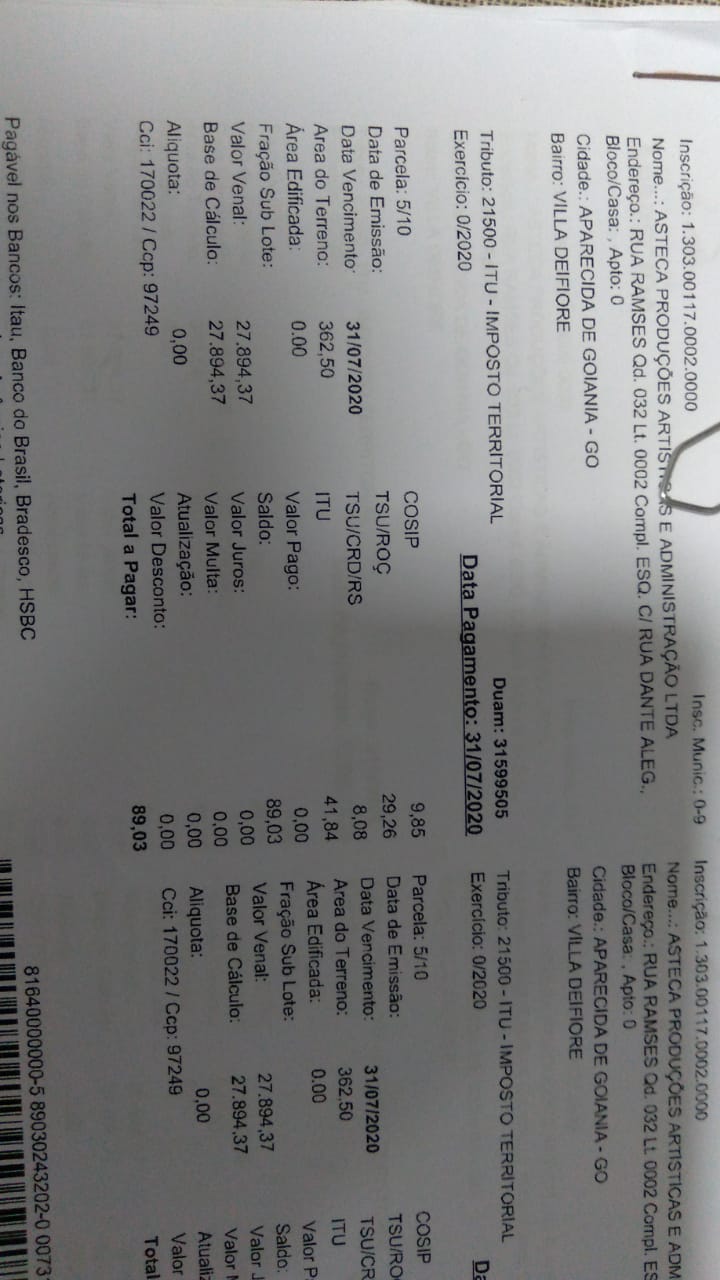 Inscrição: 1.303.00117.0002.0000
Insc. Munic.: 0-9
Nome...: ASTECA PRODUÇÕES ARTISTICAS E ADMINISTRAÇÃO LTDA
Endereço.: RUA RAMSES Qd. 032 Lt. 0002 Compl. ESQ. C/ RUA DANTE ALEG.,
Bloco/Casa: , Apto: 0
Cidade.: APARECIDA DE GOIANIA - GO
Bairro: VILLA DEIFIORE
Tributo: 21500 - ITU - IMPOSTO TERRITORIAL
Duam: 31599505
Exercício: 0/2020
Data Pagamento: 31/07/2020
Parcela: 5/10
Data de Emissão:
Data Vencimento: 31/07/2020
Area do Terreno: 362,50
Área Edificada: 0.00
Fração Sub Lote:
Valor Venal: 27.894,37
Base de Cálculo: 27.894,37
Aliquota: 0,00
Cci: 170022 / Ccp: 97249
COSIP 9,85
TSU/ROÇ 29,26
TSU/CRD/RS 8,08
ITU 41,84
Valor Pago: 0,00
Saldo: 89,03
Valor Juros: 0,00
Valor Multa: 0,00
Atualização: 0,00
Valor Desconto: 0,00
Total a Pagar: 89,03
Pagável nos Bancos: Itau, Banco do Brasil, Bradesco, HSBC
Inscrição: 1.303.00117.0002.0000
Nome...: ASTECA PRODUÇÕES ARTISTICAS E ADM
Endereço.: RUA RAMSES Qd. 032 Lt. 0002 Compl. ES
Bloco/Casa: , Apto: 0
Cidade.: APARECIDA DE GOIANIA - GO
Bairro: VILLA DEIFIORE
Tributo: 21500 - ITU - IMPOSTO TERRITORIAL
Exercício: 0/2020
Da
Parcela: 5/10
Data de Emissão:
Data Vencimento: 31/07/2020
Area do Terreno: 362,50
Área Edificada: 0.00
Fração Sub Lote:
Valor Venal: 27.894,37
Base de Cálculo: 27.894,37
Aliquota: 0,00
Cci: 170022 / Ccp: 97249
COSIP
TSU/RO
TSU/CR
ITU
Valor P
Saldo:
Valor J
Valor M
Atualiz
Valor
Total
81640000000-5 89030243202-0 0073